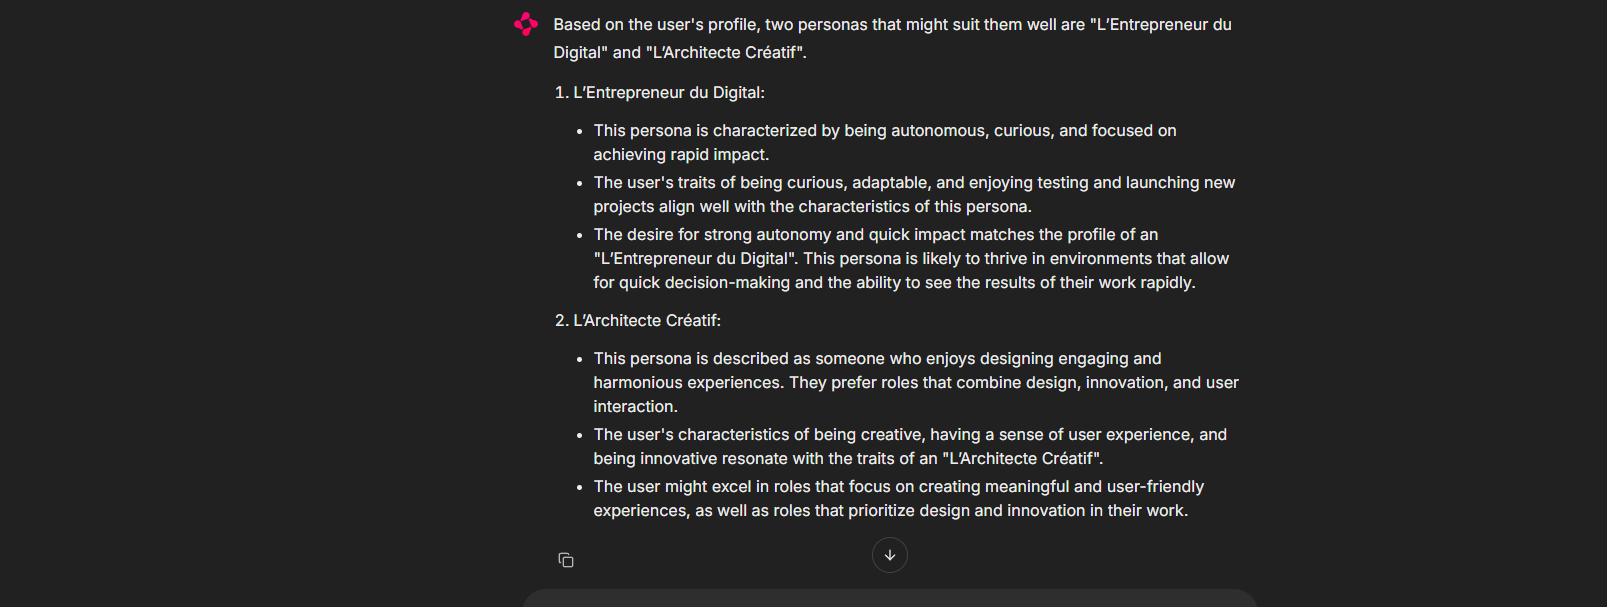 Based on the user's profile, two personas that might suit them well are "L’Entrepreneur du
Digital" and "L’Architecte Créatif".
1. L’Entrepreneur du Digital:
• This persona is characterized by being autonomous, curious, and focused on
achieving rapid impact.
• The user's traits of being curious, adaptable, and enjoying testing and launching new
projects align well with the characteristics of this persona.
• The desire for strong autonomy and quick impact matches the profile of an
"L’Entrepreneur du Digital". This persona is likely to thrive in environments that allow
for quick decision-making and the ability to see the results of their work rapidly.
2. L’Architecte Créatif:
• This persona is described as someone who enjoys designing engaging and
harmonious experiences. They prefer roles that combine design, innovation, and user
interaction.
• The user's characteristics of being creative, having a sense of user experience, and
being innovative resonate with the traits of an "L’Architecte Créatif".
• The user might excel in roles that focus on creating meaningful and user-friendly
experiences, as well as roles that prioritize design and innovation in their work.